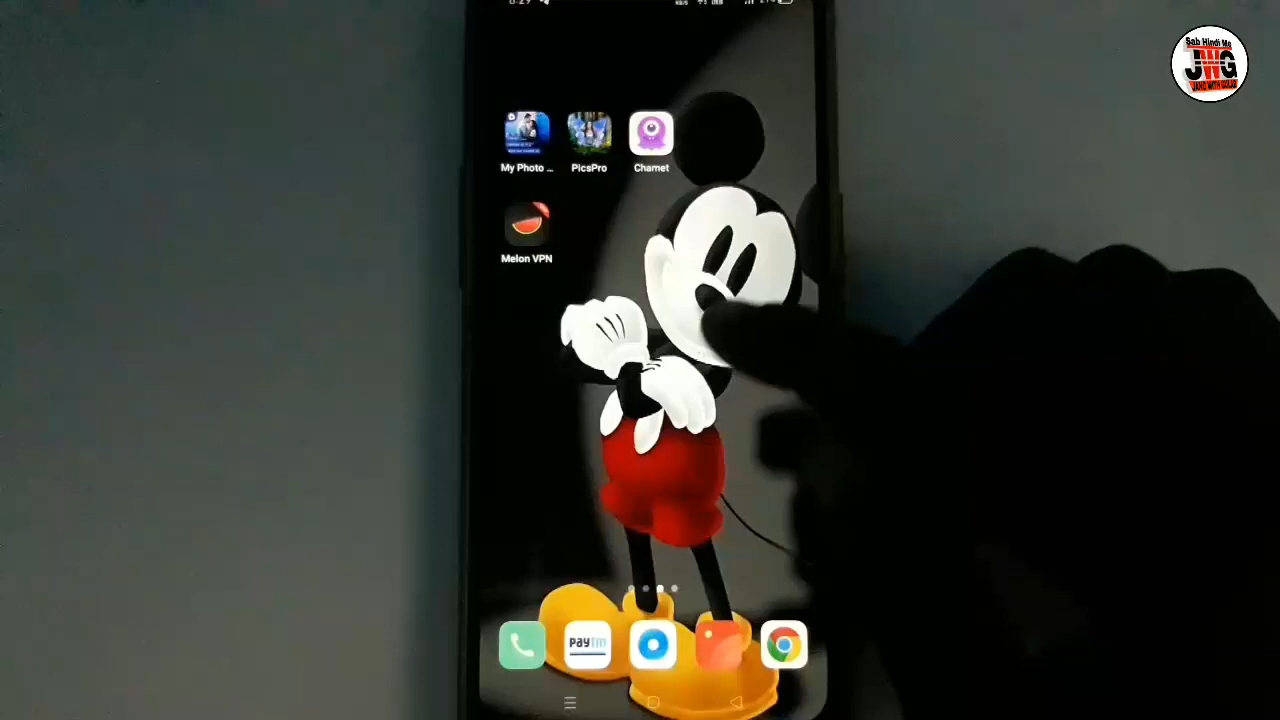 Sab Hindi Me
JWG
My Photo ...
PicsPro
Chamet
Melon VPN
paytm